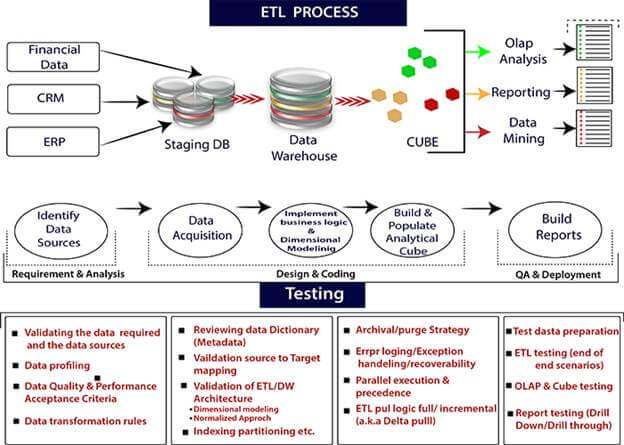 ETL PROCESS
Financial
Data
CRM
ERP
Staging DB
Data
Warehouse
CUBE
Olap
Analysis
Reporting
Data
Mining
Identify
Data
Sources
Data
Acquisition
Implement
business logic
&
Dimensional
Modelinig
Build &
Populate
Analytical
Cube
Build
Reports
Requirement & Analysis
Design & Coding
QA & Deployment
Testing
Validating the data required
and the data sources
Data profiling
Data Quality & Performance
Acceptance Criteria
Data transformation rules
Reviewing data Dictionary
(Metadata)
Vaildation source to Target
mapping
Validation of ETL/DW
Architecture
Dimensional modeling
Normalized Approch
Indexing partitioning etc.
Archival/purge Strategy
Errpr loging/Exception
handeling/recoverability
Parallel execution &
precedence
ETL pul logic full/ incremental
(a.k.a Delta pulll)
Test dasta preparation
ETL testing (end of
end scenarios)
OLAP & Cube testing
Report testing (Drill
Down/Drill through)